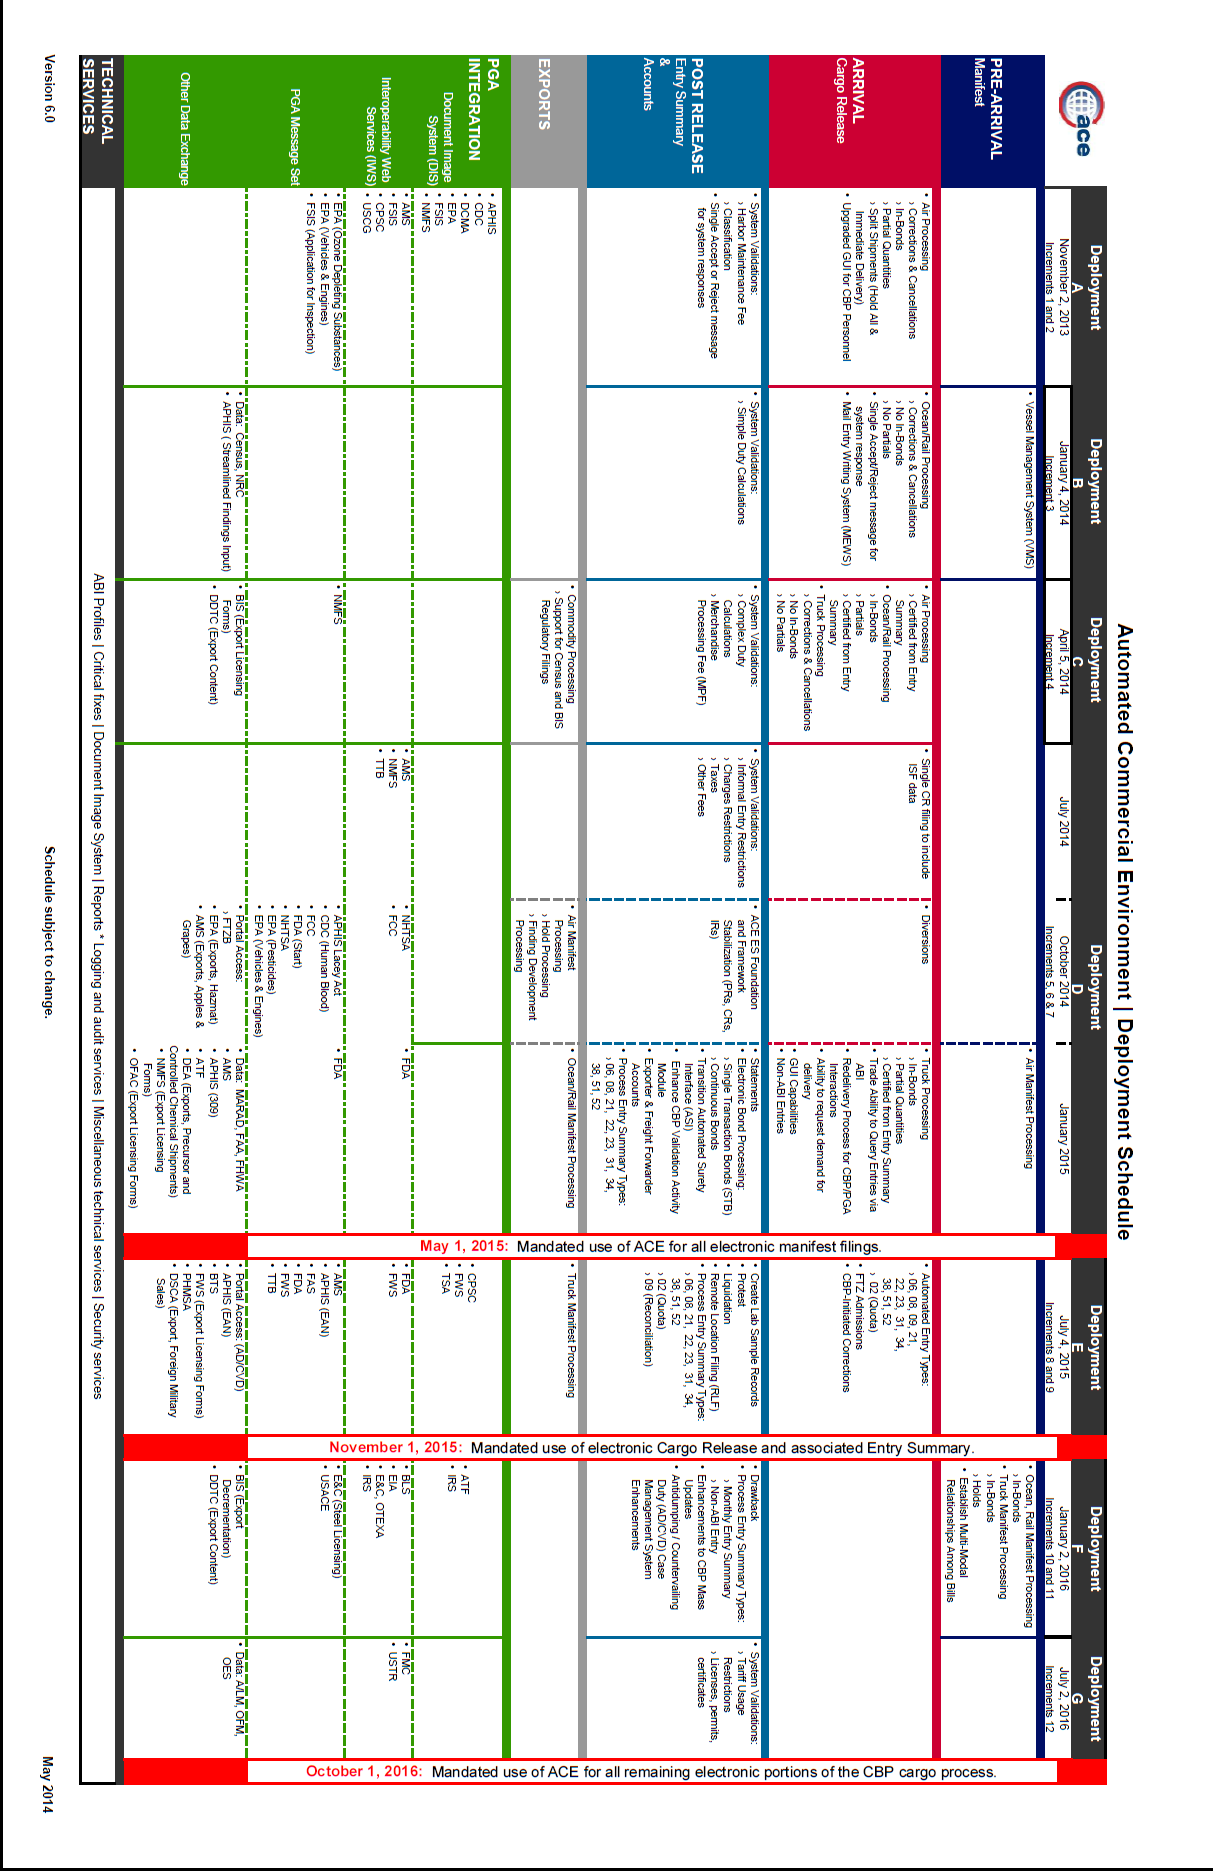 Automated Commercial Environment | Deployment Schedule
ace
Deployment
A
November 2, 2013
Increments 1 and 2
Deployment
B
January 4, 2014
Increment 3
Deployment
C
April 5, 2014
Increment 4
Deployment
D
July 2014
October 2014
Increments 5, 6 & 7
January 2015
Deployment
E
July 4, 2015
Increments 8 and 9
Deployment
F
January 2, 2016
Increments 10 and 11
Deployment
G
July 2, 2016
Increments 12
PRE-ARRIVAL
Manifest
• Vessel Management System (VMS)
• Air Manifest Processing
• Ocean, Rail Manifest Processing
› In-Bonds
• Truck Manifest Processing
› In-Bonds
› Holds
• Establish Multi-Modal
Relationships Among Bills
ARRIVAL
Cargo Release
• Air Processing
› Corrections & Cancellations
› In-Bonds
› Partial Quantities
› Split Shipments (Hold All &
Immediate Delivery)
• Upgraded GUI for CBP Personnel
• Ocean/Rail Processing
› Corrections & Cancellations
› No In-Bonds
› No Partials
• Single Accept/Reject message for
system response
• Mail Entry Writing System (MEWS)
• Air Processing
› Certified from Entry
Summary
• Ocean/Rail Processing
› In-Bonds
› Partials
› Certified from Entry
Summary
• Truck Processing
› Corrections & Cancellations
› No In-Bonds
› No Partials
• Single CR filing to include
ISF data
• Diversions
• Truck Processing
› In-Bonds
› Partial Quantities
› Certified from Entry Summary
• Trade Ability to Query Entries via
ABI
• Redelivery Process for CBP/PGA
Interactions
• Ability to request demand for
delivery
• GUI Capabilities
• Non-ABI Entries
• Automated Entry Types:
› 06, 08, 09, 21,
22, 23, 31, 34,
38, 51, 52
› 02 (Quota)
• FTZ Admissions
• CBP-Initiated Corrections
POST RELEASE
Entry Summary
&
Accounts
• System Validations:
› Harbor Maintenance Fee
› Classification
• Single Accept or Reject message
for system responses
• System Validations:
› Simple Duty Calculations
• System Validations:
› Complex Duty
Calculations
› Merchandise
Processing Fee (MPF)
• System Validations:
› Informal Entry Restrictions
› Charges Restrictions
› Taxes
› Other Fees
• ACE ES Foundation
and Framework
Stabilization (PRs, CRs,
IRs)
• Statements
• Electronic Bond Processing:
› Single Transaction Bonds (STB)
› Continuous Bonds
• Transition Automated Surety
Interface (ASI)
• Enhance CBP Validation Activity
Module
• Exporter & Freight Forwarder
Accounts
• Process Entry Summary Types:
› 06, 08, 21, 22, 23, 31, 34,
38, 51, 52
• Create Lab Sample Records
• Protest
• Liquidation
• Remote Location Filing (RLF)
• Process Entry Summary Types:
› 06, 08, 21, 22, 23, 31, 34,
38, 51, 52
› 02 (Quota)
› 09 (Reconciliation)
• Drawback
• Process Entry Summary Types:
› Monthly Entry Summary
› Non-ABI Entry
• Enhancements to CBP Mass
Updates
• Antidumping / Countervailing
Duty (AD/CVD) Case
Management System
Enhancements
• System Validations:
› Tariff Usage
Restrictions
› Licenses, permits,
certificates
EXPORTS
• Commodity Processing
› Support for Census and BIS
Regulatory Filings
• Air Manifest
Processing
› Hold Processing
› Finding Development
Processing
• Ocean/Rail Manifest Processing
• Truck Manifest Processing
PGA
INTEGRATION
Document Image
System (DIS)
• APHIS
• CDC
• DCMA
• EPA
• FSIS
• NMFS
• CPSC
• FWS
• TSA
• ATF
• IRS
Interoperability Web
Services (IWS)
• AMS
• FSIS
• CPSC
• USCG
• AMS
• NMFS
• TTB
• NHTSA
• FCC
• FDA
• FDA
• FWS
• BLS
• EIA
• E&C, OTEXA
• IRS
• FMC
• USTR
PGA Message Set
• EPA (Ozone Depleting Substances)
• EPA (Vehicles & Engines)
• FSIS (Application for Inspection)
• NMFS
• APHIS Lacey Act
• CDC (Human Blood)
• FCC
• FDA (Start)
• NHTSA
• EPA (Pesticides)
• EPA (Vehicles & Engines)
• FDA
• AMS
• APHIS (EAN)
• FAS
• FDA
• FWS
• TTB
• E&C (Steel Licensing)
• USACE
Other Data Exchange
• Data: Census, NRC
• APHIS ( Streamlined Findings Input)
• BIS (Export Licensing
Forms)
• DDTC (Export Content)
• Portal Access:
› FTZB
• EPA (Exports, Hazmat)
• AMS (Exports, Apples &
Grapes)
• Data: MARAD, FAA, FHWA
• AMS
• APHIS (309)
• ATF
• DEA (Exports, Precursor and
Controlled Chemical Shipments)
• NMFS (Export Licensing
Forms)
• OFAC (Export Licensing Forms)
• Portal Access: (AD/CVD)
• APHIS (EAN)
• BTS
• FWS (Export Licensing Forms)
• PHMSA
• DSCA (Export, Foreign Military
Sales)
• BIS (Export
Decrementation)
• DDTC (Export Content)
• Data: A/LM, OFM,
OES
May 1, 2015: Mandated use of ACE for all electronic manifest filings.
November 1, 2015: Mandated use of electronic Cargo Release and associated Entry Summary.
October 1, 2016: Mandated use of ACE for all remaining electronic portions of the CBP cargo process.
TECHNICAL
SERVICES
ABI Profiles | Critical fixes | Document Image System | Reports * Logging and audit services | Miscellaneous technical services | Security services
Version 6.0
Schedule subject to change.
May 2014